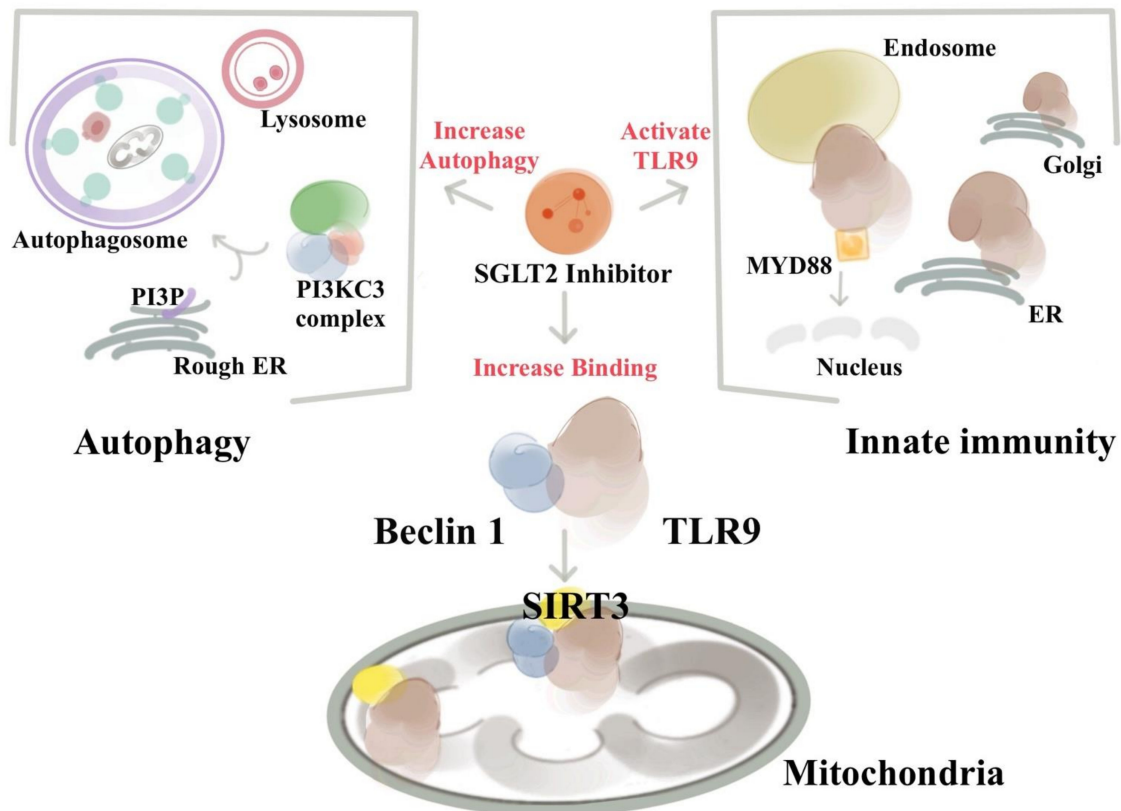 Lysosome
Autophagosome
PI3P
PI3KC3
complex
Rough ER
Autophagy
Increase
Autophagy
Activate
TLR9
SGLT2 Inhibitor
Increase Binding
Endosome
Golgi
MYD88
ER
Nucleus
Innate immunity
Beclin 1
TLR9
SIRT3
Mitochondria